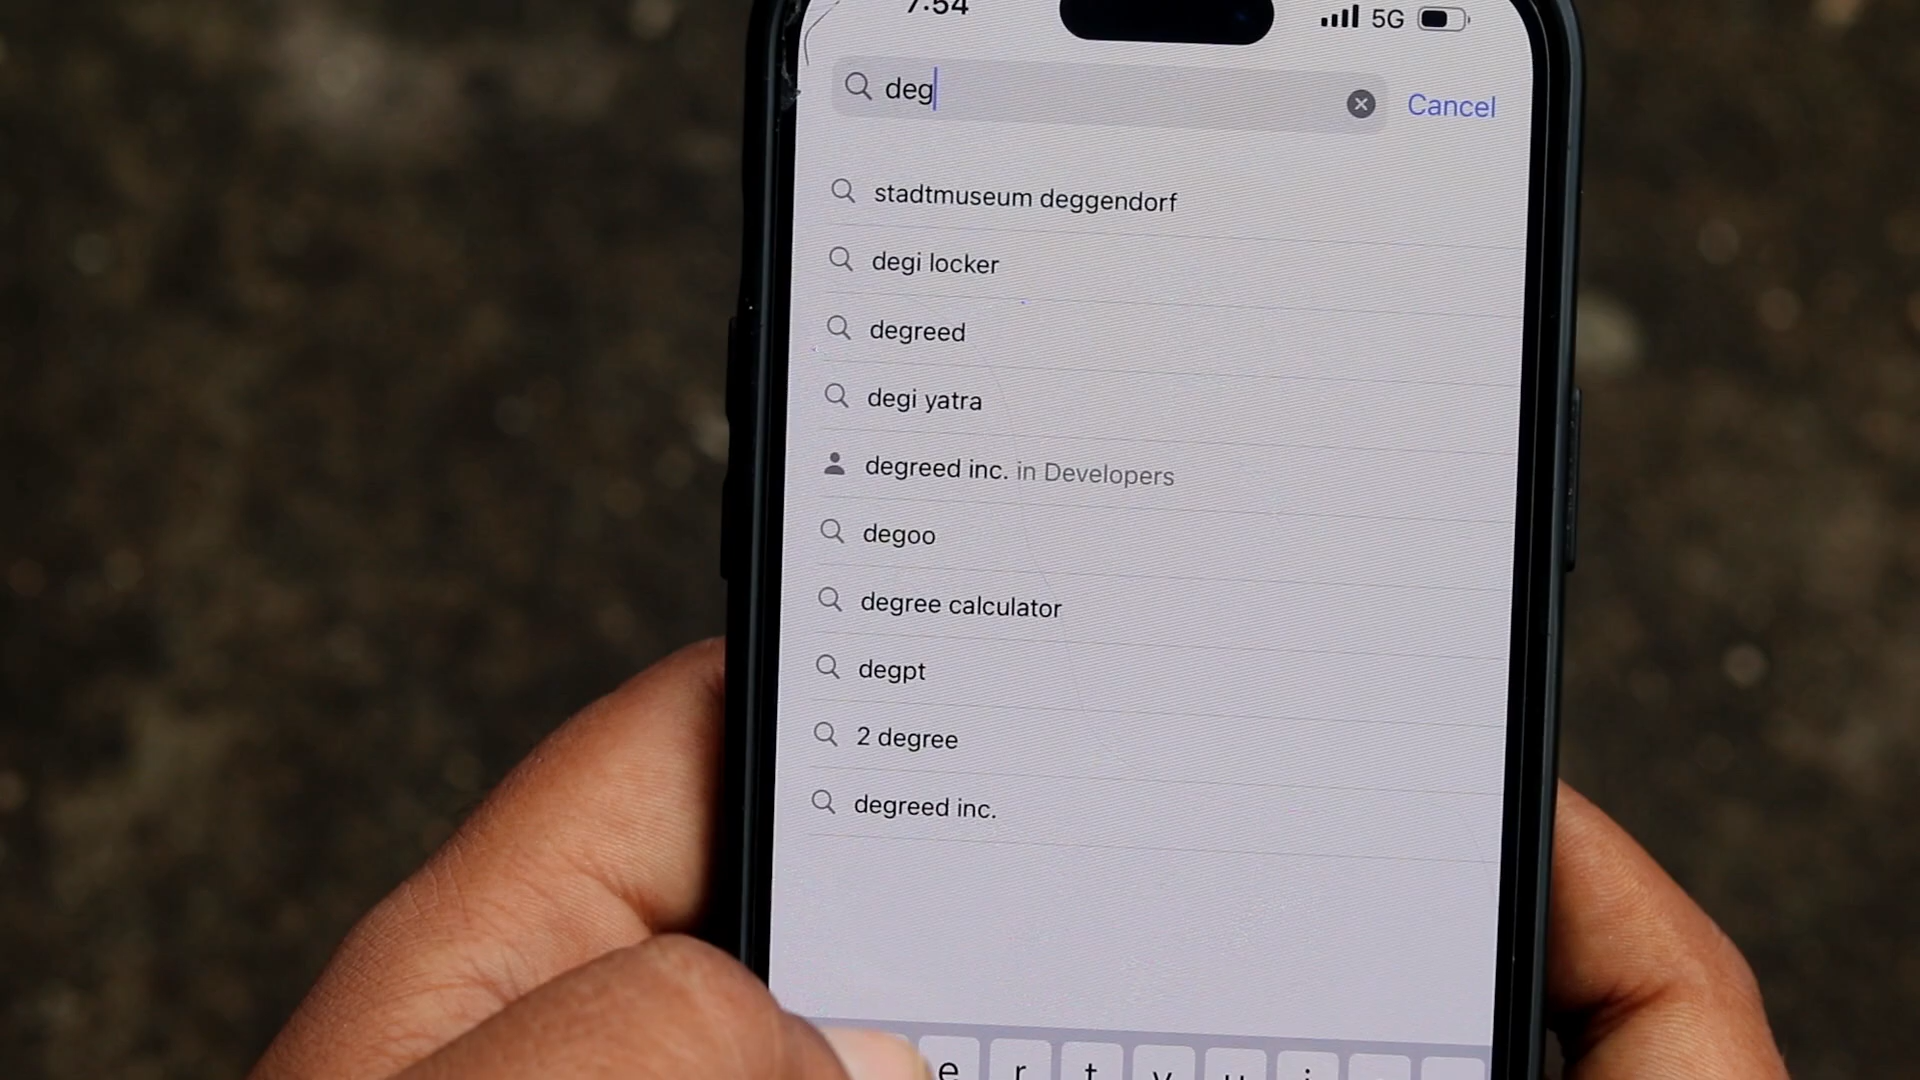 7:54
5G
deg
Cancel
stadtmuseum deggendorf
degi locker
degreed
degi yatra
degreed inc. in Developers
degoo
degree calculator
degpt
2 degree
degreed inc.
e r t y u i